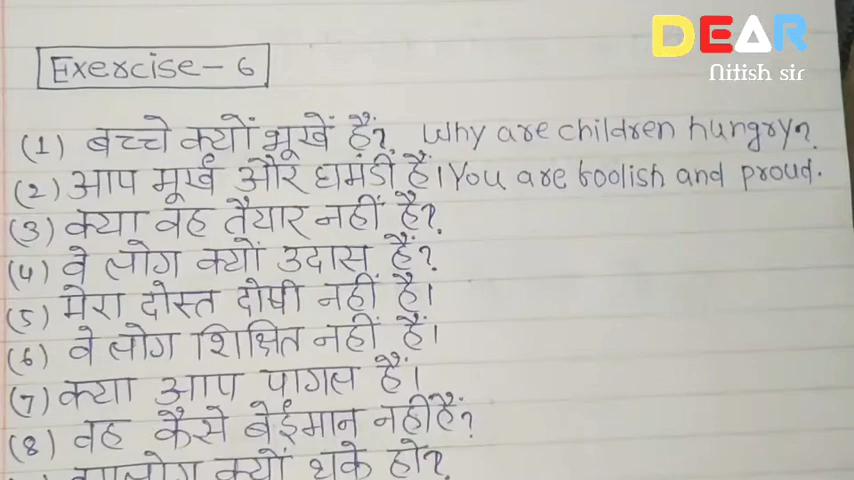 DEAR
Nitish sir
Exercise - 6
(1) बच्चे क्यों भूखें हैं? Why are children hungry?
(2) आप मूर्ख और घमंडी हैं। You are foolish and proud.
(3) क्या वह तैयार नहीं है?
(4) वे लोग क्यों उदास हैं?
(5) मेरा दोस्त दोषी नहीं है।
(6) वे लोग शिक्षित नहीं हैं।
(7) क्या आप पागल हैं।
(8) वह कैसे बेईमान नहीं हैं?
क्यों थके हो?